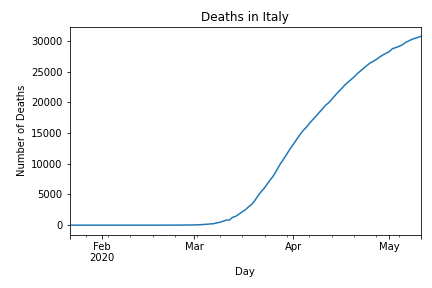 Deaths in Italy
Number of Deaths
30000
25000
20000
15000
10000
5000
0
Feb
2020
Mar
Apr
May
Day